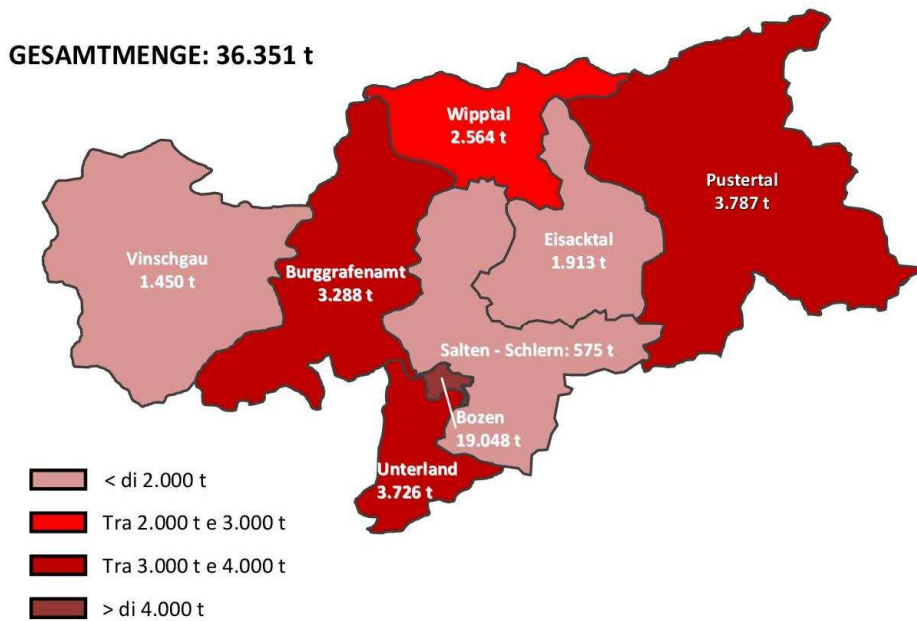 GESAMTMENGE: 36.351 t
Wipptal
2.564 t
Pustertal
3.787 t
Eisacktal
1.913 t
Vinschgau
1.450 t
Burggrafenamt
3.288 t
Salten - Schlern: 575 t
Bozen
19.048 t
Unterland
3.726 t
< di 2.000 t
Tra 2.000 t e 3.000 t
Tra 3.000 t e 4.000 t
> di 4.000 t